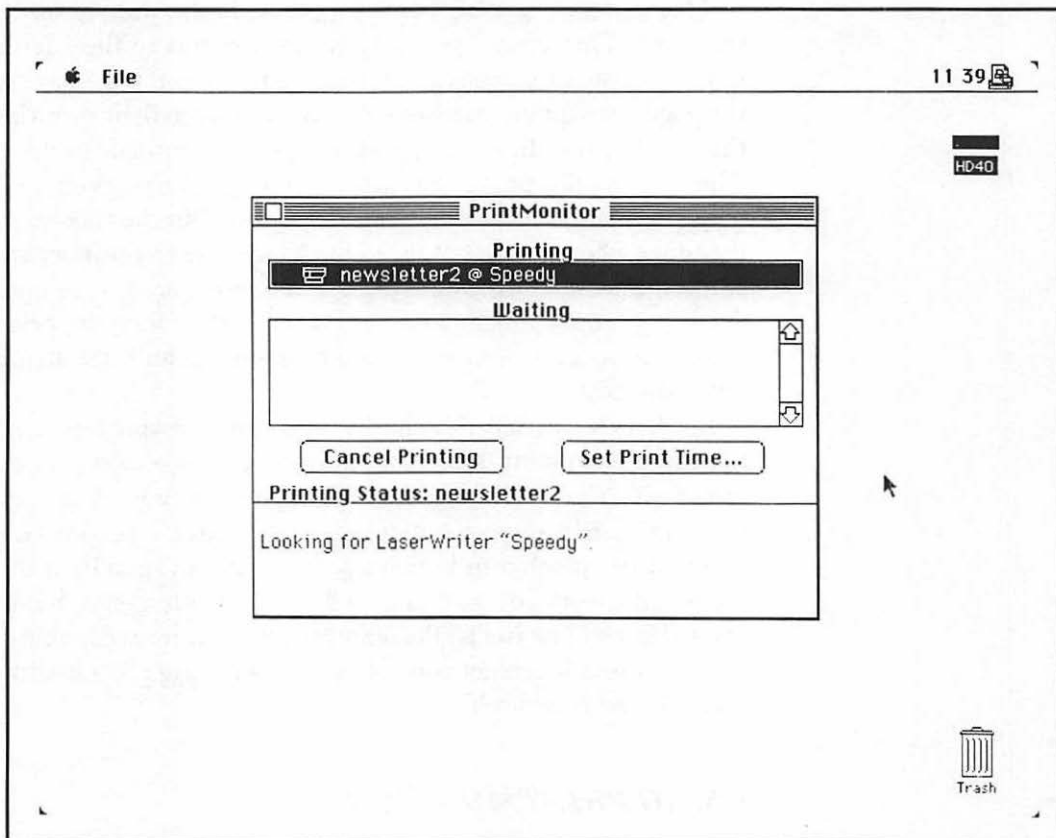 File
11 39
HD40
PrintMonitor
Printing
newsletter2 @ Speedy
Waiting
Cancel Printing
Set Print Time...
Printing Status: newsletter2
Looking for LaserWriter “Speedy”.
Trash